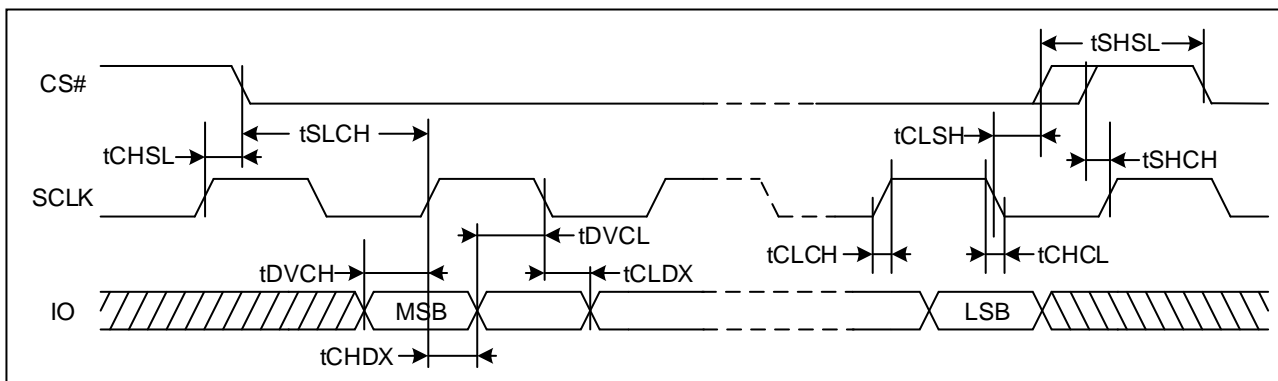 tSHSL
CS#
tSLCH
tCLSH
tCHSL
tSHCH
SCLK
tDVCL
tCLCH
tCHCL
tDVCH
tCLDX
IO
MSB
LSB
tCHDX